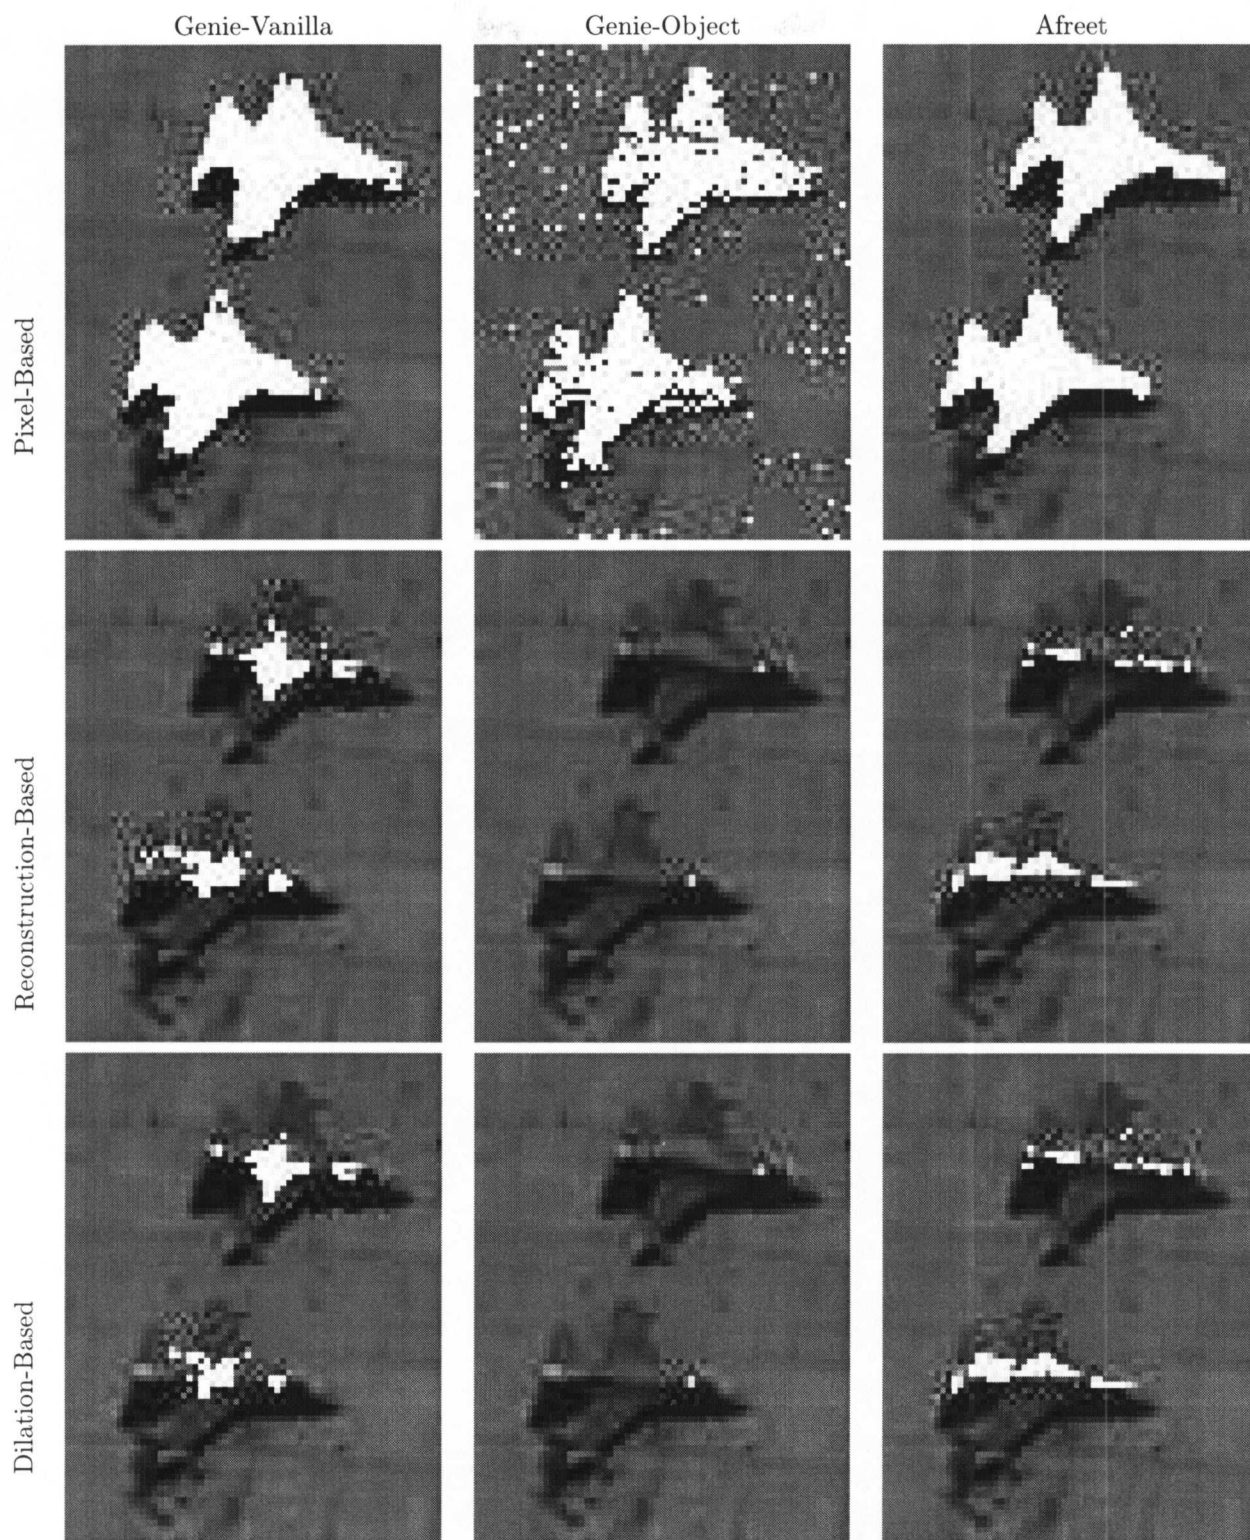 Genie-Vanilla
Genie-Object
Afreet
Pixel-Based
Reconstruction-Based
Dilation-Based